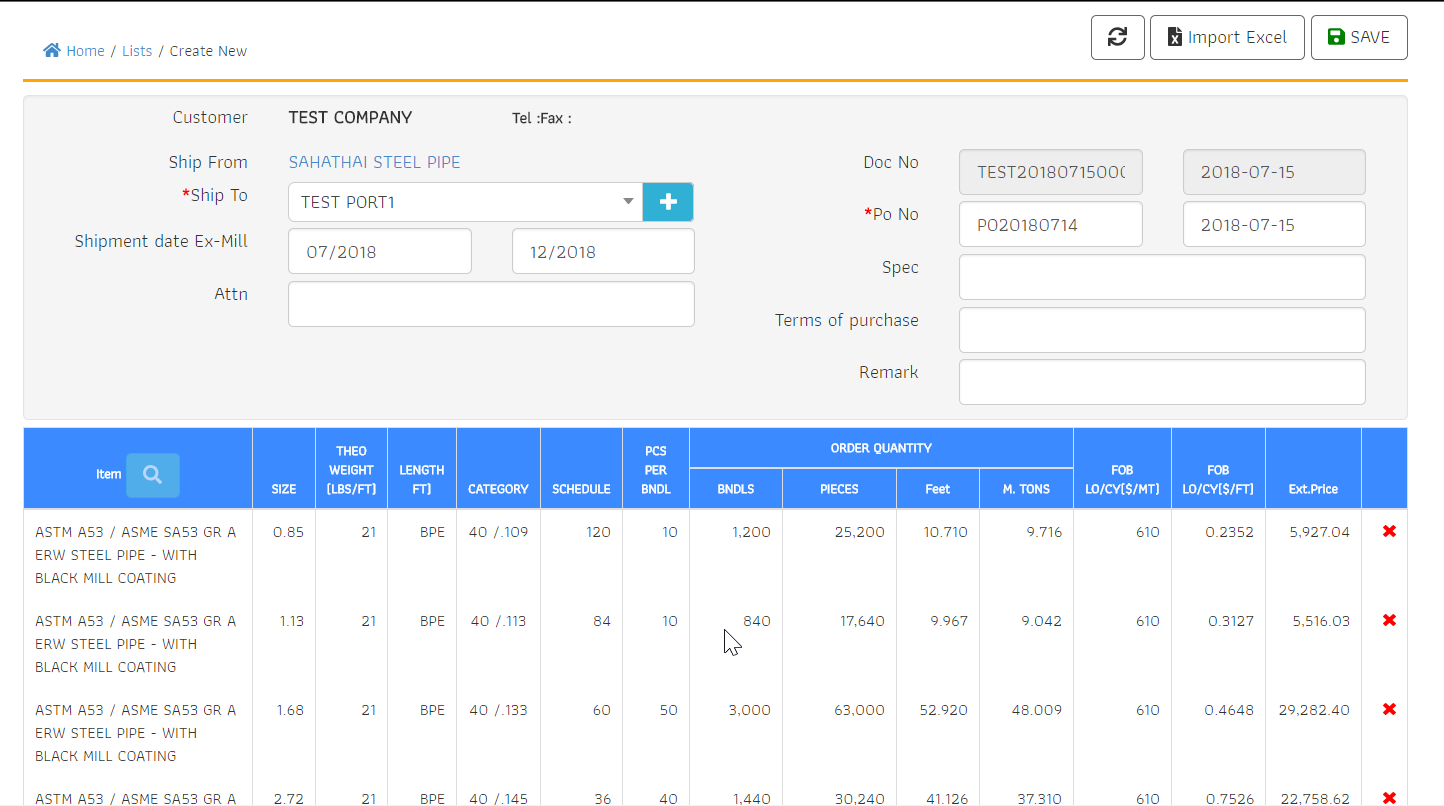 Home / Lists / Create New
Import Excel
SAVE
Customer TEST COMPANY Tel :Fax :
Ship From SAHATHAI STEEL PIPE
*Ship To TEST PORT1
Shipment date Ex-Mill 07/2018 12/2018
Attn
Doc No TEST2018071500 2018-07-15
*Po No PO20180714 2018-07-15
Spec
Terms of purchase
Remark
Item
SIZE
THEO
WEIGHT
(LBS/FT)
LENGTH
FT)
CATEGORY
SCHEDULE
PCS
PER
BNDL
ORDER QUANTITY
BNDLS
PIECES
Feet
M. TONS
FOB
LO/CY($/MT)
FOB
LO/CY($/FT)
Ext.Price
ASTM A53 / ASME SA53 GR A 0.85 21 BPE 40 /.109 120 10 1,200 25,200 10.710 9.716 610 0.2352 5,927.04
ERW STEEL PIPE - WITH
BLACK MILL COATING
ASTM A53 / ASME SA53 GR A 1.13 21 BPE 40 /.113 84 10 840 17,640 9.967 9.042 610 0.3127 5,516.03
ERW STEEL PIPE - WITH
BLACK MILL COATING
ASTM A53 / ASME SA53 GR A 1.68 21 BPE 40 /.133 60 50 3,000 63,000 52.920 48.009 610 0.4648 29,282.40
ERW STEEL PIPE - WITH
BLACK MILL COATING
ASTM A53 / ASME SA53 GR A 2.72 21 BPE 40 /.145 36 40 1,440 30,240 41.126 37.310 610 0.7526 22,758.62